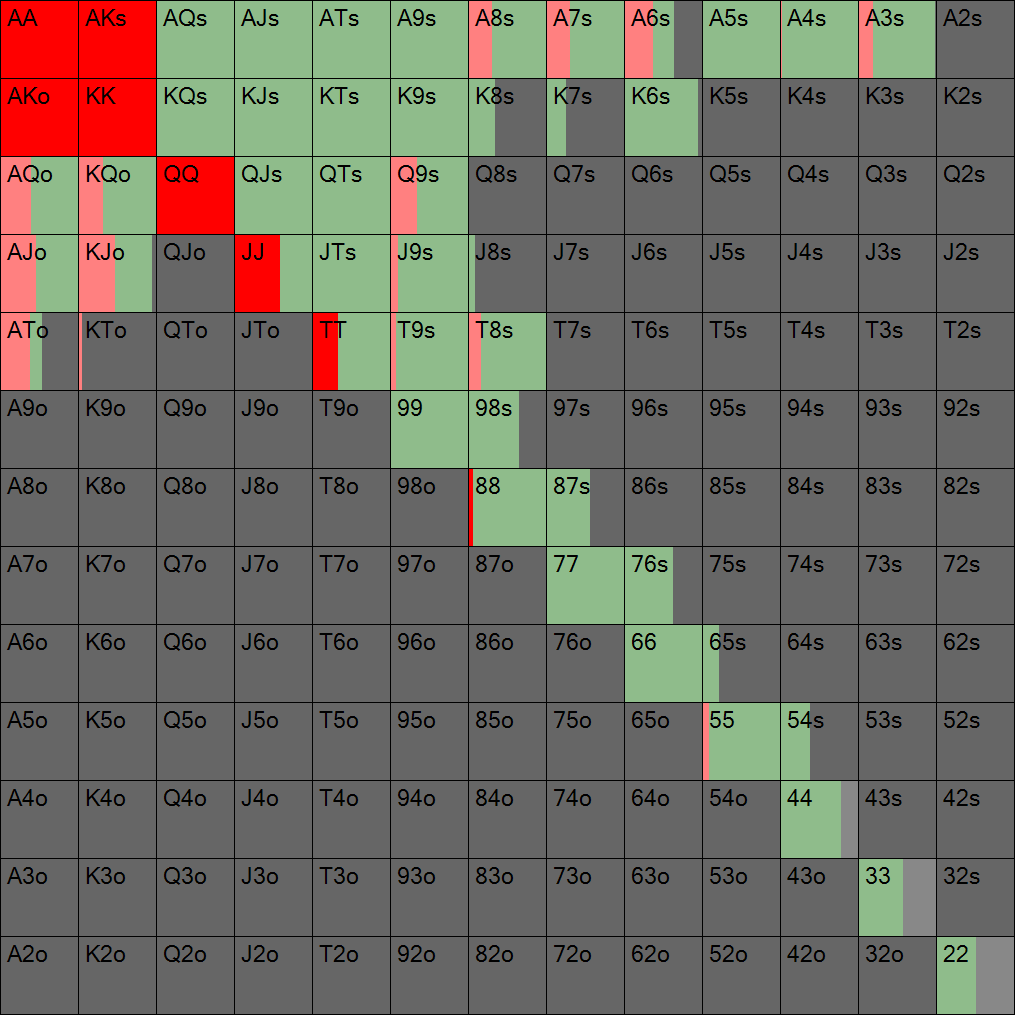 AA AKs AQs AJs ATs A9s A8s A7s A6s A5s A4s A3s A2s
AKo KK KQs KJs KTs K9s K8s K7s K6s K5s K4s K3s K2s
AQo KQo QQ QJs QTs Q9s Q8s Q7s Q6s Q5s Q4s Q3s Q2s
AJo KJo QJo JJ JTs J9s J8s J7s J6s J5s J4s J3s J2s
ATo KTo QTo JTo TT T9s T8s T7s T6s T5s T4s T3s T2s
A9o K9o Q9o J9o T9o 99 98s 97s 96s 95s 94s 93s 92s
A8o K8o Q8o J8o T8o 98o 88 87s 86s 85s 84s 83s 82s
A7o K7o Q7o J7o T7o 97o 87o 77 76s 75s 74s 73s 72s
A6o K6o Q6o J6o T6o 96o 86o 76o 66 65s 64s 63s 62s
A5o K5o Q5o J5o T5o 95o 85o 75o 65o 55 54s 53s 52s
A4o K4o Q4o J4o T4o 94o 84o 74o 64o 54o 44 43s 42s
A3o K3o Q3o J3o T3o 93o 83o 73o 63o 53o 43o 33 32s
A2o K2o Q2o J2o T2o 92o 82o 72o 62o 52o 42o 32o 22